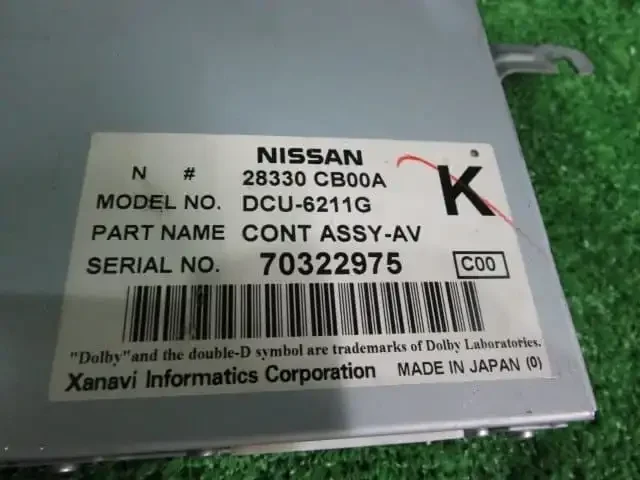 NISSAN
N # 28330 CB00A
K
MODEL NO. DCU-6211G
PART NAME CONT ASSY-AV
SERIAL NO. 70322975 C00
"Dolby" and the double-D symbol are trademarks of Dolby Laboratories.
Xanavi Informatics Corporation MADE IN JAPAN (0)